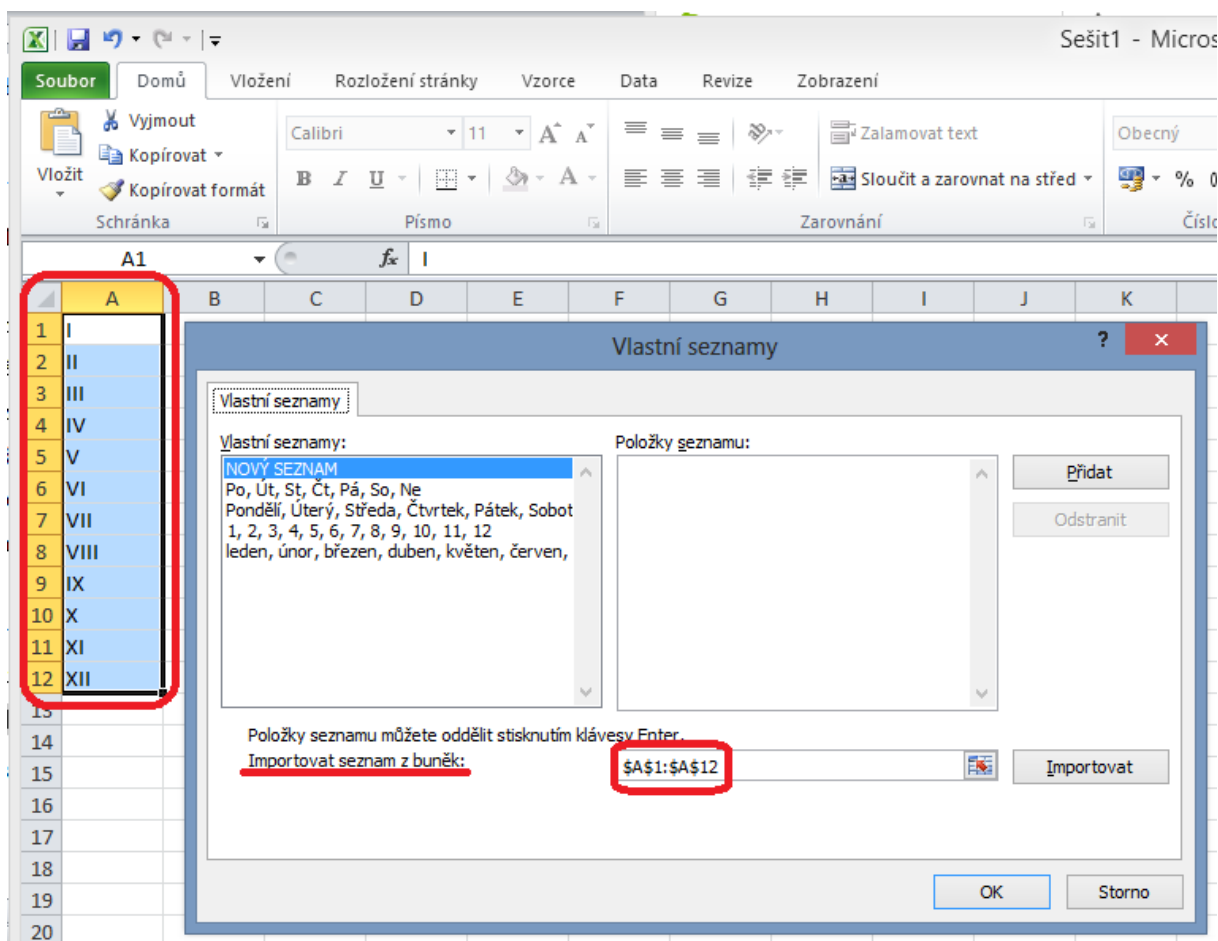 Sešit1 - Micros
Soubor Domů Vložení Rozložení stránky Vzorce Data Revize Zobrazení
Vložit
Vyjmout
Kopírovat
Kopírovat formát
Schránka
Calibri 11 A A
B I U A
Písmo
Zalamovat text
Sloučit a zarovnat na střed
Zarovnání
Obecný
%
Číslo
A1 fx I
A B C D E F G H I J K
1 I
2 II
3 III
4 IV
5 V
6 VI
7 VII
8 VIII
9 IX
10 X
11 XI
12 XII
13
14
15
16
17
18
19
20
Vlastní seznamy ? ×
Vlastní seznamy
Vlastní seznamy:
NOVÝ SEZNAM
Po, Út, St, Čt, Pá, So, Ne
Pondělí, Úterý, Středa, Čtvrtek, Pátek, Sobot
1, 2, 3, 4, 5, 6, 7, 8, 9, 10, 11, 12
leden, únor, březen, duben, květen, červen,
Položky seznamu:
Přidat
Odstranit
Položky seznamu můžete oddělit stisknutím klávesy Enter.
Importovat seznam z buněk:
$A$1:$A$12
Importovat
OK Storno